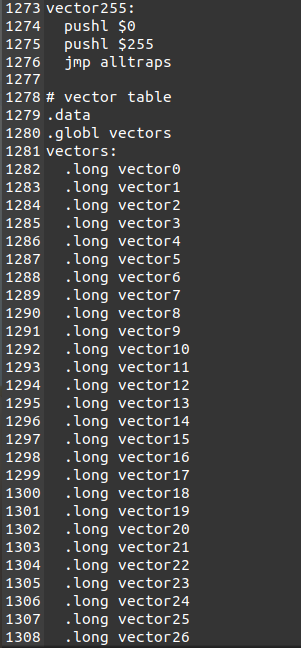 1273 vector255:
1274   pushl $0
1275   pushl $255
1276   jmp alltraps
1277
1278 # vector table
1279 .data
1280 .globl vectors
1281 vectors:
1282   .long vector0
1283   .long vector1
1284   .long vector2
1285   .long vector3
1286   .long vector4
1287   .long vector5
1288   .long vector6
1289   .long vector7
1290   .long vector8
1291   .long vector9
1292   .long vector10
1293   .long vector11
1294   .long vector12
1295   .long vector13
1296   .long vector14
1297   .long vector15
1298   .long vector16
1299   .long vector17
1300   .long vector18
1301   .long vector19
1302   .long vector20
1303   .long vector21
1304   .long vector22
1305   .long vector23
1306   .long vector24
1307   .long vector25
1308   .long vector26